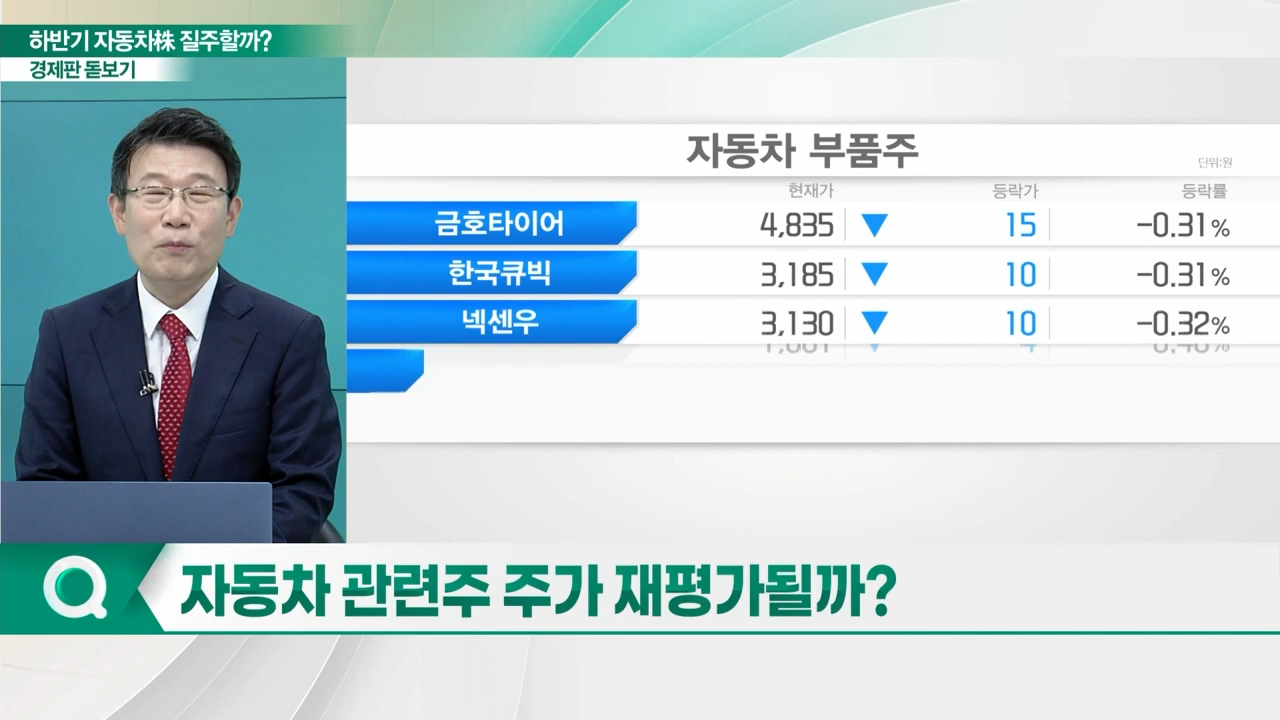 하반기 자동차株 질주할까?
경제판 돋보기
자동차 부품주
단위:원
현재가 등락가 등락률
금호타이어 4,835 ▼ 15 -0.31%
한국큐빅 3,185 ▼ 10 -0.31%
넥센우 3,130 ▼ 10 -0.32%
자동차 관련주 주가 재평가될까?